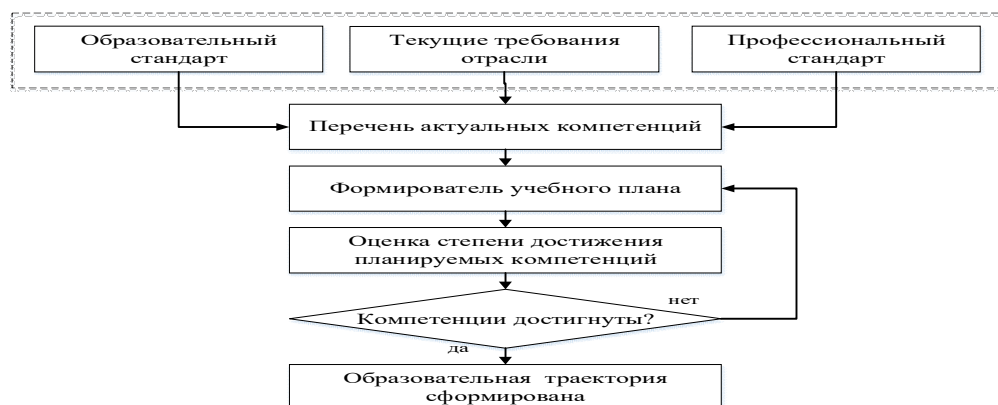 Образовательный
стандарт
Текущие требования
отрасли
Профессиональный
стандарт
Перечень актуальных компетенций
Формирователь учебного плана
Оценка степени достижения
планируемых компетенций
нет
Компетенции достигнуты?
да
Образовательная траектория
сформирована